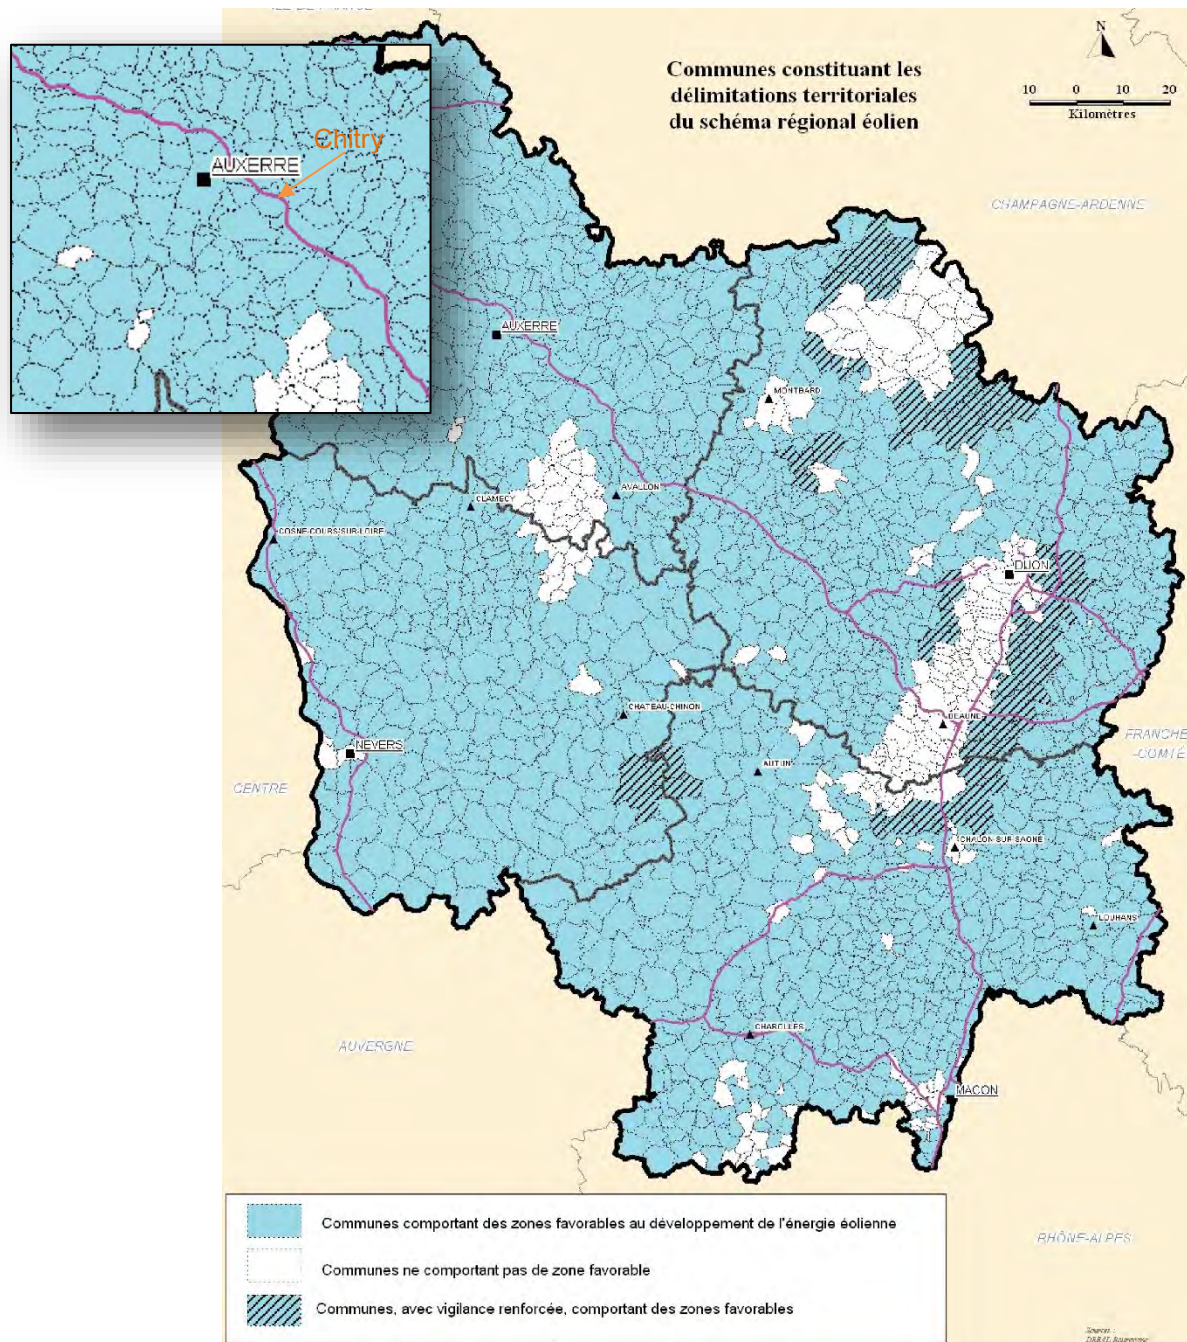 Communes constituant les
délimitations territoriales
du schéma régional éolien
N
10 0 10 20
Kilomètres
Chitry
AUXERRE
CHAMPAGNE-ARDENNE
AUXERRE
MONTBARD
AVALLON
CLAMECY
COSNE-COURS-SUR-LOIRE
DIJON
CHATEAU-CHINON
BEAUNE
FRANCHE
-COMTÉ
NEVERS
AUTUN
CENTRE
CHALON-SUR-SAONE
LOUHANS
CHAROLLES
AUVERGNE
MACON
Communes comportant des zones favorables au développement de l'énergie éolienne
RHÔNE-ALPES
Communes ne comportant pas de zone favorable
Communes, avec vigilance renforcée, comportant des zones favorables